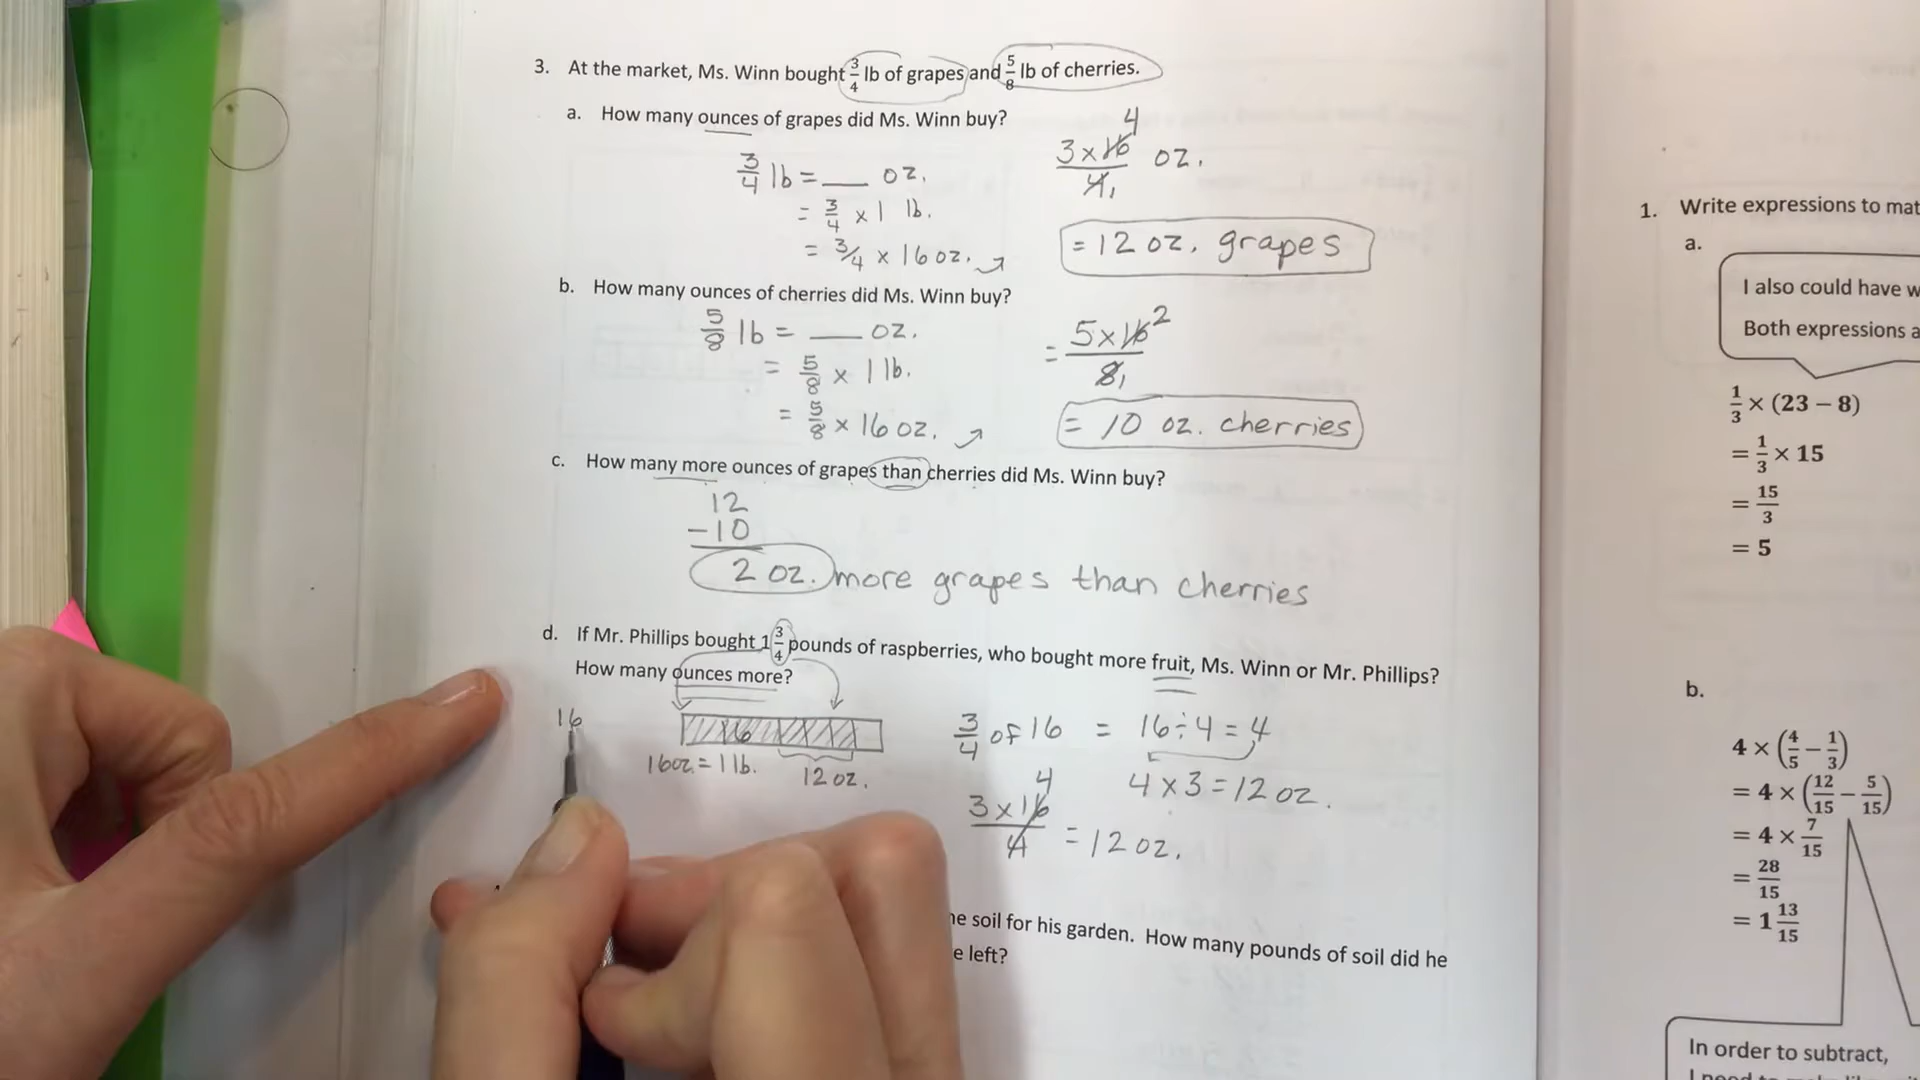 3. At the market, Ms. Winn bought 3/4 lb of grapes and 5/8 lb of cherries.
a. How many ounces of grapes did Ms. Winn buy?
3/4 lb = __ oz.
= 3/4 x 1 lb.
= 3/4 x 16 oz.
4
3 x 16 / 4 1 oz.
= 12 oz. grapes
b. How many ounces of cherries did Ms. Winn buy?
5/8 lb = __ oz.
= 5/8 x 1 lb.
= 5/8 x 16 oz.
= 5 x 16 2 / 8 1
= 10 oz. cherries
c. How many more ounces of grapes than cherries did Ms. Winn buy?
12
-10
2 oz. more grapes than cherries
d. If Mr. Phillips bought 1 3/4 pounds of raspberries, who bought more fruit, Ms. Winn or Mr. Phillips?
How many ounces more?
16
16
16oz. = 1 lb.
12 oz.
3/4 of 16 = 16 ÷ 4 = 4
4 x 3 = 12 oz.
4
3 x 16 / 4 = 12 oz.
soil for his garden. How many pounds of soil did he
left?
1. Write expressions to
a.
I also could have
Both expressions
1/3 × (23 – 8)
= 1/3 × 15
= 15/3
= 5
b.
4 × (4/5 – 1/3)
= 4 × (12/15 – 5/15)
= 4 × 7/15
= 28/15
= 1 13/15
In order to subtract,